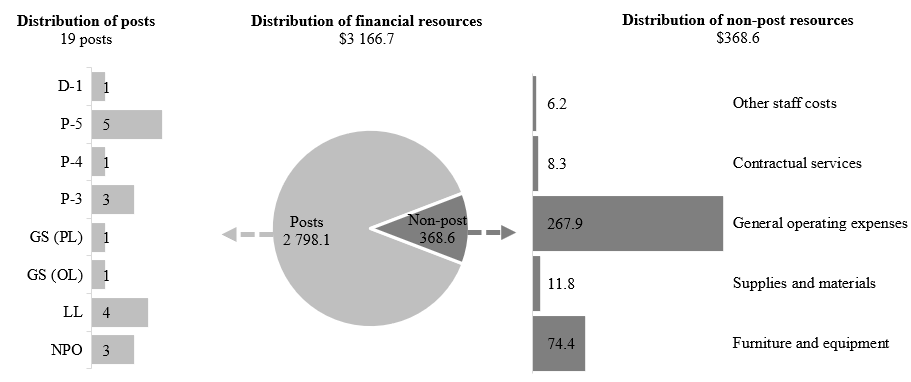 Distribution of posts
19 posts
D-1 1
P-5 5
P-4 1
P-3 3
GS (PL) 1
GS (OL) 1
LL 4
NPO 3
Distribution of financial resources
$3 166.7
Posts
2 798.1
Non-post
368.6
Distribution of non-post resources
$368.6
6.2 Other staff costs
8.3 Contractual services
267.9 General operating expenses
11.8 Supplies and materials
74.4 Furniture and equipment